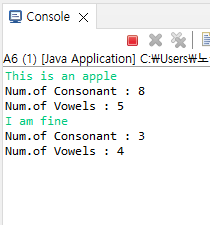 Console
A6 (1) [Java Application] C:₩Users₩노
This is an apple
Num.of Consonant : 8
Num.of Vowels : 5
I am fine
Num.of Consonant : 3
Num.of Vowels : 4